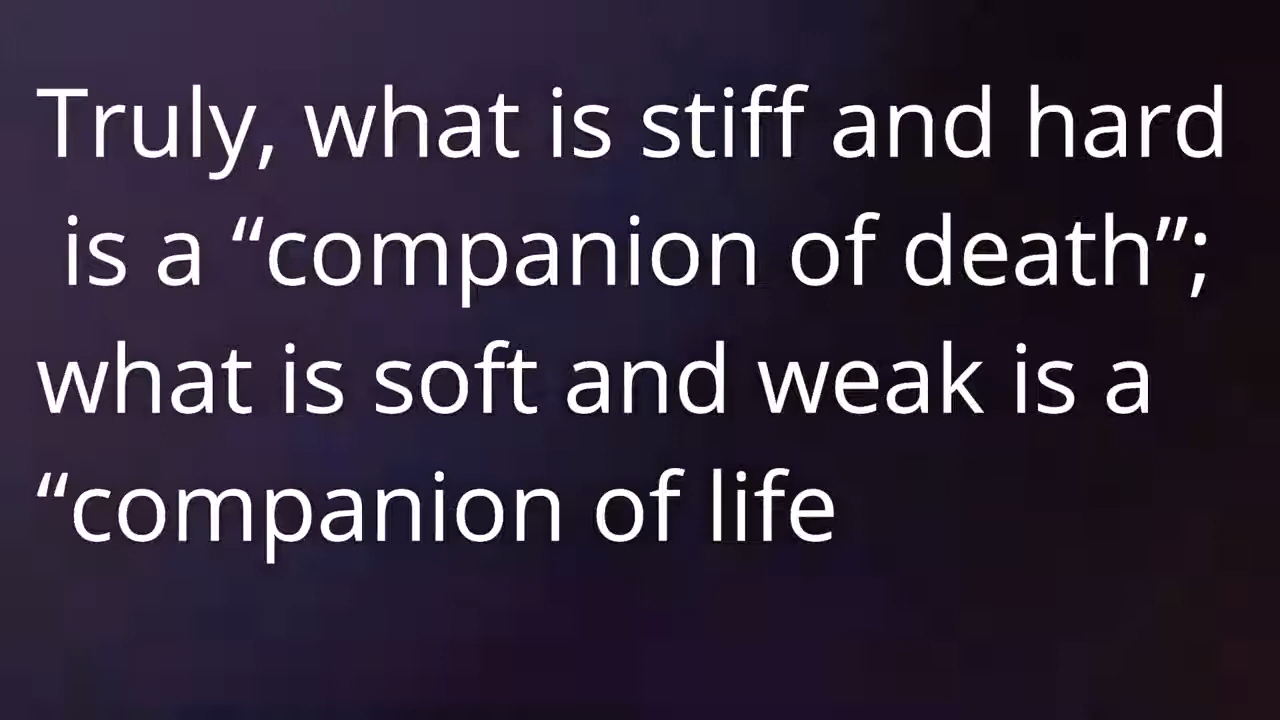 Truly, what is stiff and hard
is a “companion of death”;
what is soft and weak is a
“companion of life